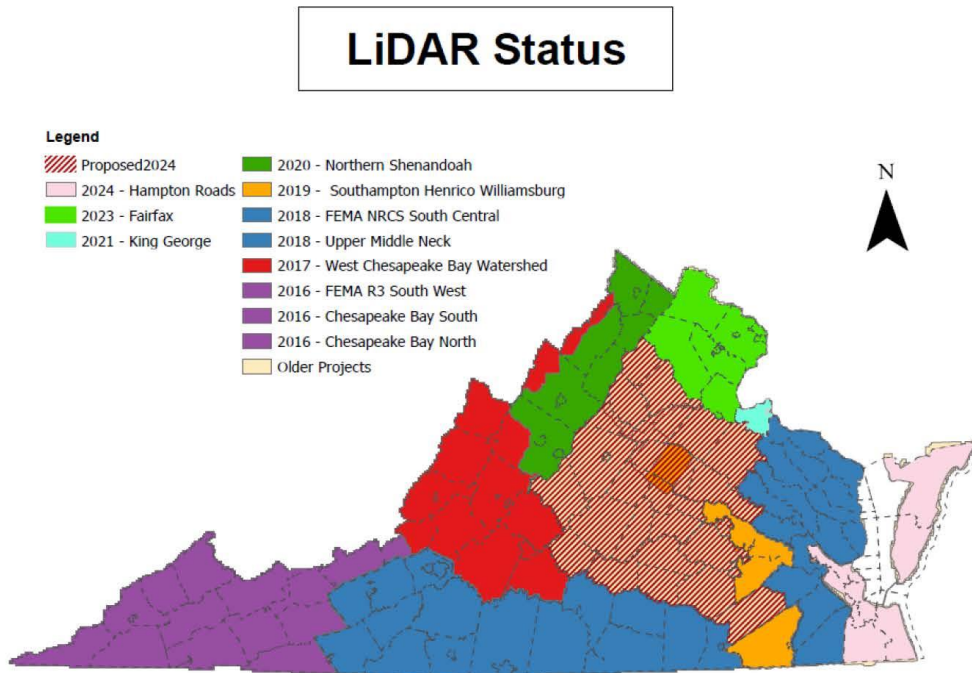 LiDAR Status
Legend
Proposed2024
2024 - Hampton Roads
2023 - Fairfax
2021 - King George
2020 - Northern Shenandoah
2019 - Southampton Henrico Williamsburg
2018 - FEMA NRCS South Central
2018 - Upper Middle Neck
2017 - West Chesapeake Bay Watershed
2016 - FEMA R3 South West
2016 - Chesapeake Bay South
2016 - Chesapeake Bay North
Older Projects
N